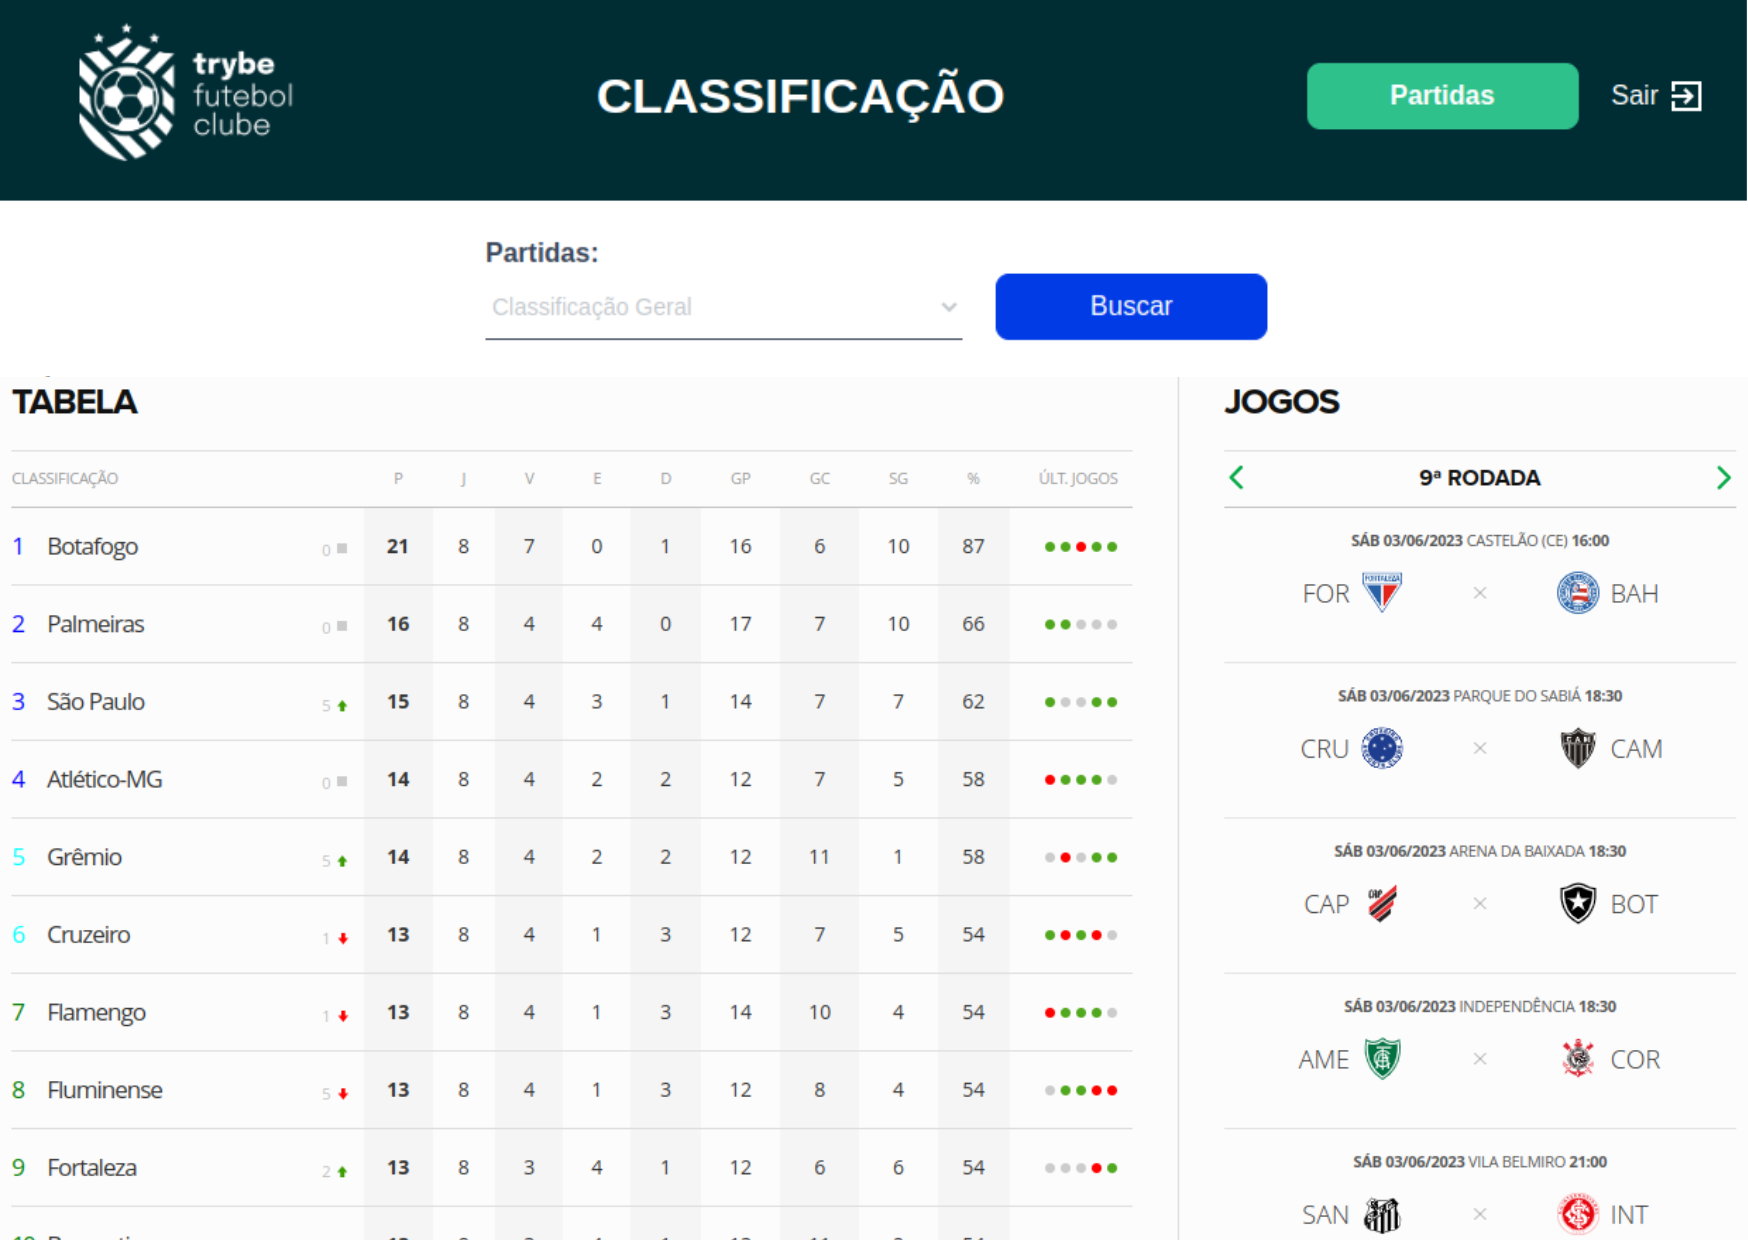 trybe
futebol
clube
CLASSIFICAÇÃO
Partidas
Sair
Partidas:
Classificação Geral
Buscar
TABELA
CLASSIFICAÇÃO P J V E D GP GC SG % ÚLT. JOGOS
1 Botafogo 0 21 8 7 0 1 16 6 10 87
2 Palmeiras 0 16 8 4 4 0 17 7 10 66
3 São Paulo 5 15 8 4 3 1 14 7 7 62
4 Atlético-MG 0 14 8 4 2 2 12 7 5 58
5 Grêmio 5 14 8 4 2 2 12 11 1 58
6 Cruzeiro 1 13 8 4 1 3 12 7 5 54
7 Flamengo 1 13 8 4 1 3 14 10 4 54
8 Fluminense 5 13 8 4 1 3 12 8 4 54
9 Fortaleza 2 13 8 3 4 1 12 6 6 54
JOGOS
9ª RODADA
SÁB 03/06/2023 CASTELÃO (CE) 16:00
FOR FORTALEZA × BAH
SÁB 03/06/2023 PARQUE DO SABIÁ 18:30
CRU × CAM
SÁB 03/06/2023 ARENA DA BAIXADA 18:30
CAP CAP × BOT
SÁB 03/06/2023 INDEPENDÊNCIA 18:30
AME × COR
SÁB 03/06/2023 VILA BELMIRO 21:00
SAN × INT